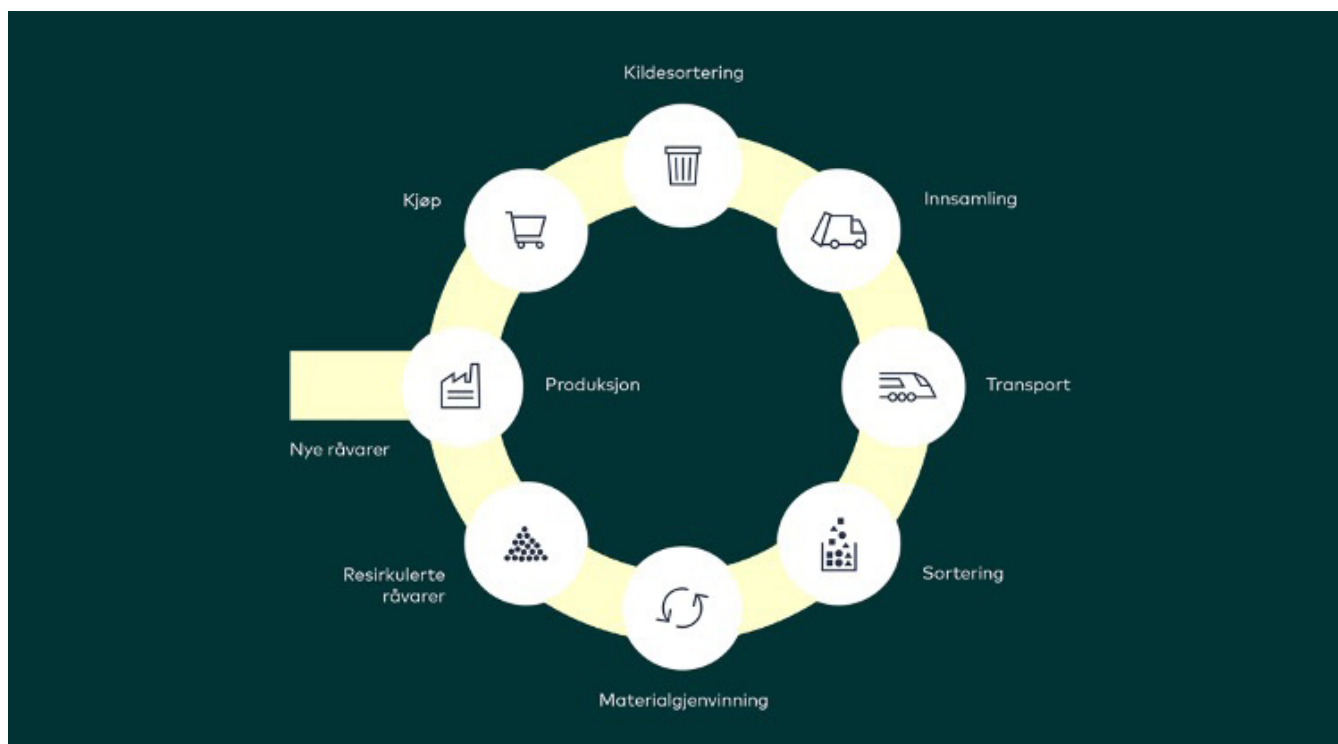 Kildesortering
Kjøp
Innsamling
Produksjon
Transport
Nye råvarer
Resirkulerte
råvarer
Sortering
Materialgjenvinning